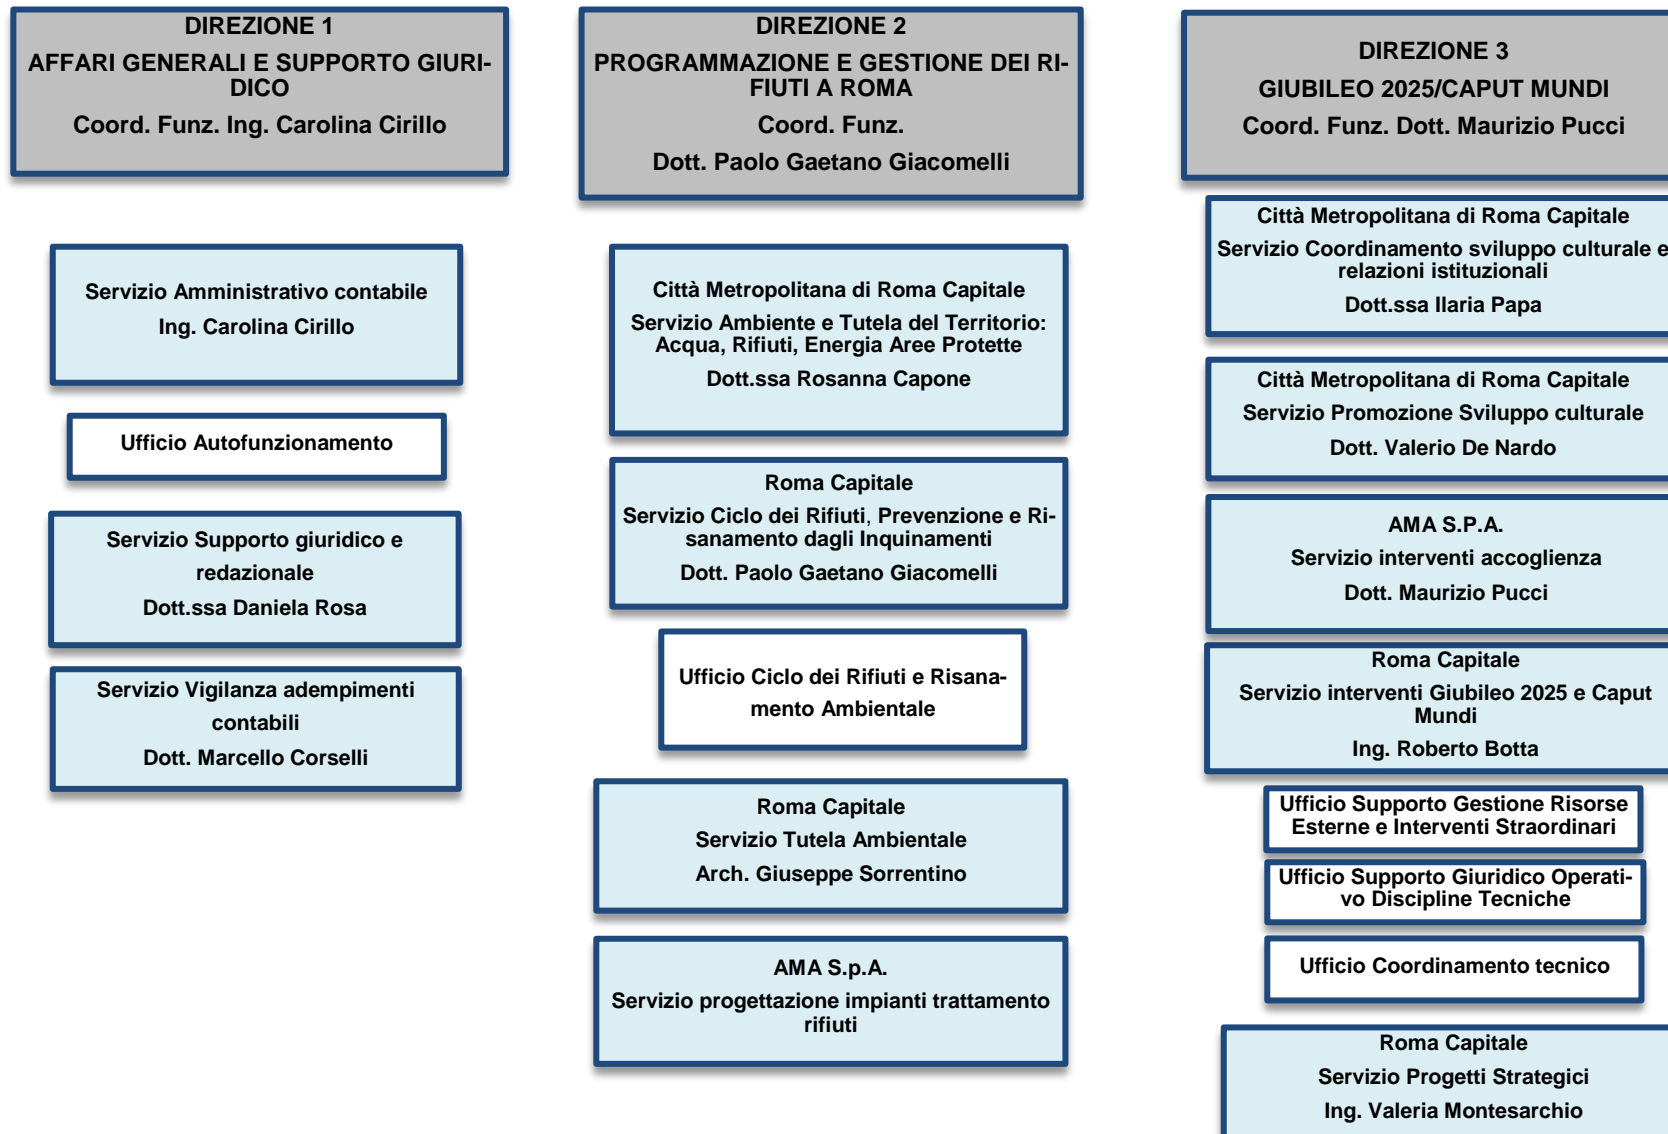 DIREZIONE 1
AFFARI GENERALI E SUPPORTO GIURI-
DICO
Coord. Funz. Ing. Carolina Cirillo
Servizio Amministrativo contabile
Ing. Carolina Cirillo
Ufficio Autofunzionamento
Servizio Supporto giuridico e
redazionale
Dott.ssa Daniela Rosa
Servizio Vigilanza adempimenti
contabili
Dott. Marcello Corselli
DIREZIONE 2
PROGRAMMAZIONE E GESTIONE DEI RI-
FIUTI A ROMA
Coord. Funz.
Dott. Paolo Gaetano Giacomelli
Città Metropolitana di Roma Capitale
Servizio Ambiente e Tutela del Territorio:
Acqua, Rifiuti, Energia Aree Protette
Dott.ssa Rosanna Capone
Roma Capitale
Servizio Ciclo dei Rifiuti, Prevenzione e Ri-
sanamento dagli Inquinamenti
Dott. Paolo Gaetano Giacomelli
Ufficio Ciclo dei Rifiuti e Risana-
mento Ambientale
Roma Capitale
Servizio Tutela Ambientale
Arch. Giuseppe Sorrentino
AMA S.p.A.
Servizio progettazione impianti trattamento
rifiuti
DIREZIONE 3
GIUBILEO 2025/CAPUT MUNDI
Coord. Funz. Dott. Maurizio Pucci
Città Metropolitana di Roma Capitale
Servizio Coordinamento sviluppo culturale e
relazioni istituzionali
Dott.ssa Ilaria Papa
Città Metropolitana di Roma Capitale
Servizio Promozione Sviluppo culturale
Dott. Valerio De Nardo
AMA S.P.A.
Servizio interventi accoglienza
Dott. Maurizio Pucci
Roma Capitale
Servizio interventi Giubileo 2025 e Caput
Mundi
Ing. Roberto Botta
Ufficio Supporto Gestione Risorse
Esterne e Interventi Straordinari
Ufficio Supporto Giuridico Operati-
vo Discipline Tecniche
Ufficio Coordinamento tecnico
Roma Capitale
Servizio Progetti Strategici
Ing. Valeria Montesarchio